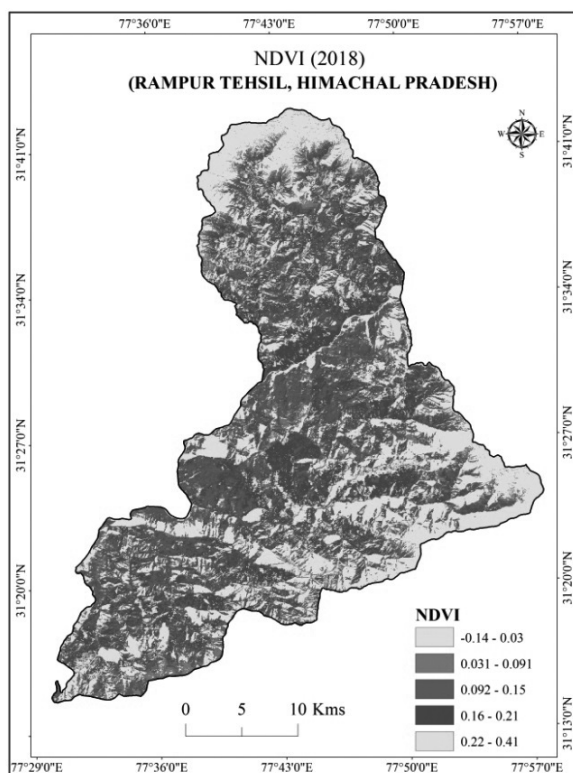 77°36'0"E 77°43'0"E 77°50'0"E 77°57'0"E
NDVI (2018)
(RAMPUR TEHSIL, HIMACHAL PRADESH)
N
W E
S
31°41'0"N 31°41'0"N
31°34'0"N 31°34'0"N
31°27'0"N 31°27'0"N
31°20'0"N 31°20'0"N
31°13'0"N
NDVI
-0.14 - 0.03
0.031 - 0.091
0.092 - 0.15
0.16 - 0.21
0.22 - 0.41
0 5 10 Kms
77°29'0"E 77°36'0"E 77°43'0"E 77°50'0"E 77°57'0"E